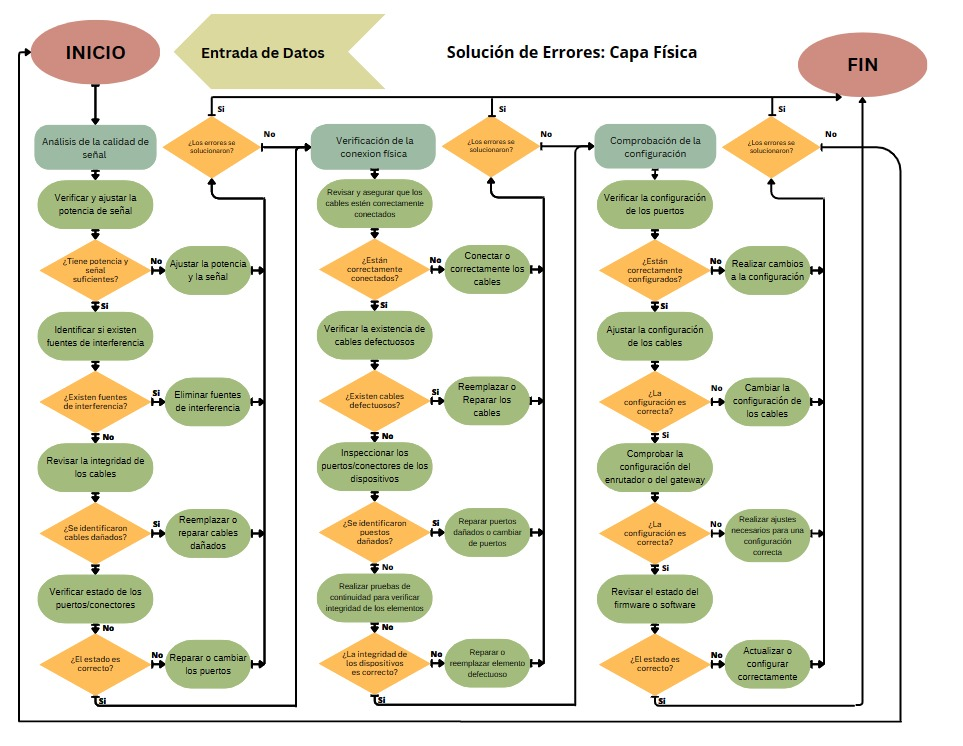 INICIO
Entrada de Datos
Solución de Errores: Capa Física
FIN
Análisis de la calidad de
señal
Verificar y ajustar la
potencia de señal
¿Tiene potencia y
señal
suficientes?
No
Ajustar la potencia
y la señal
Si
Identificar si existen
fuentes de interferencia
¿Existen fuentes
de interferencia?
Si
Eliminar fuentes
de interferencia
No
Revisar la integridad de
los cables
¿Se identificaron
cables dañados?
Si
Reemplazar o
reparar cables
dañados
Verificar estado de los
puertos/conectores
No
¿El estado es
correcto?
No
Reparar o cambiar
los puertos
Si
Si
¿Los errores se
solucionaron?
No
Verificación de la
conexion física
Revisar y asegurar que los
cables estén correctamente
conectados
¿Están
correctamente
conectados?
No
Conectar o
correctamente los
cables
Si
Verificar la existencia de
cables defectuosos
¿Existen cables
defectuosos?
Si
Reemplazar o
Reparar los
cables
No
Inspeccionar los
puertos/conectores de los
dispositivos
¿Se identificaron
puestos
dañados?
Si
Reparar puertos
dañados o cambiar
de puertos
No
Realizar pruebas de
continuidad para verificar
integridad de los elementos
No
¿La integridad de
los dispositivos
es correcto?
No
Reparar o
reemplazar elemento
defectuoso
Si
Si
¿Los errores se
solucionaron?
No
Comprobación de la
configuración
Verificar la configuración
de los puertos
¿Están
correctamente
configurados?
No
Realizar cambios
a la configuración
Si
Ajustar la configuración
de los cables
¿La
configuración es
correcta?
No
Cambiar la
configuración de
los cables
Si
Comprobar la
configuración del
enrutador o del gateway
¿La
configuración es
correcta?
No
Realizar ajustes
necesarios para una
configuración
correcta
Si
Revisar el estado del
firmware o software
¿El estado es
correcto?
No
Actualizar o
configurar
correctamente
Si
Si
¿Los errores se
solucionaron?
No